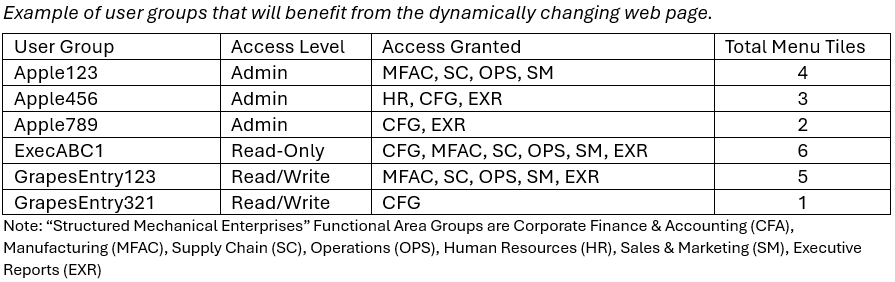 Example of user groups that will benefit from the dynamically changing web page.
User Group Access Level Access Granted Total Menu Tiles
Apple123 Admin MFAC, SC, OPS, SM 4
Apple456 Admin HR, CFG, EXR 3
Apple789 Admin CFG, EXR 2
ExecABC1 Read-Only CFG, MFAC, SC, OPS, SM, EXR 6
GrapesEntry123 Read/Write MFAC, SC, OPS, SM, EXR 5
GrapesEntry321 Read/Write CFG 1
Note: “Structured Mechanical Enterprises” Functional Area Groups are Corporate Finance & Accounting (CFA),
Manufacturing (MFAC), Supply Chain (SC), Operations (OPS), Human Resources (HR), Sales & Marketing (SM), Executive
Reports (EXR)